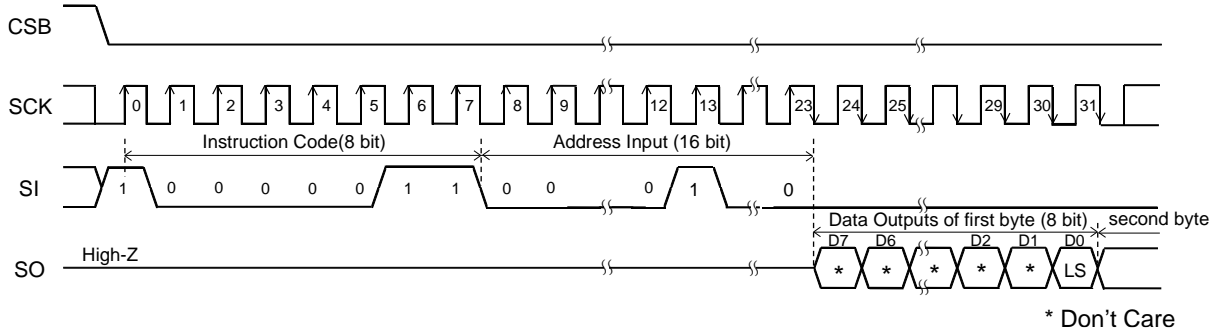 CSB
SCK
0 1 2 3 4 5 6 7 8 9 12 13 23 24 25 29 30 31
Instruction Code(8 bit) Address Input (16 bit)
SI
1 0 0 0 0 0 1 1 0 0 0 1 0
Data Outputs of first byte (8 bit) second byte
D7 D6 D2 D1 D0
High-Z
SO
* * * * * LS
* Don't Care